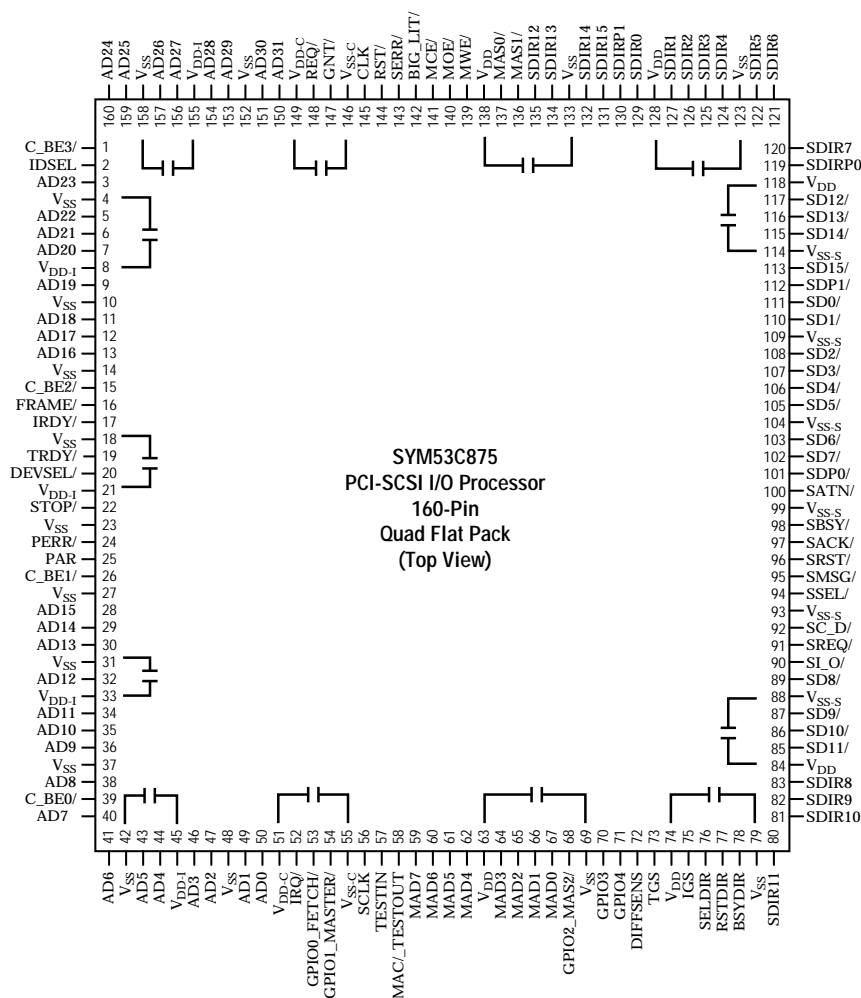 AD24
AD25
VSS
AD26
AD27
VDD-I
AD28
AD29
VSS
AD30
AD31
VDD-C
REQ/
GNT/
VSS-C
CLK
RST/
SERR/
BIG_LIT/
MCE/
MOE/
MWE/
VDD
MAS0/
MAS1/
SDIR12
SDIR13
VSS
SDIR14
SDIR15
SDIRP1
SDIR0
VDD
SDIR1
SDIR2
SDIR3
SDIR4
VSS
SDIR5
SDIR6
160
159
158
157
156
155
154
153
152
151
150
149
148
147
146
145
144
143
142
141
140
139
138
137
136
135
134
133
132
131
130
129
128
127
126
125
124
123
122
121
C_BE3/ 1
IDSEL 2
AD23 3
VSS 4
AD22 5
AD21 6
AD20 7
VDD-I 8
AD19 9
VSS 10
AD18 11
AD17 12
AD16 13
VSS 14
C_BE2/ 15
FRAME/ 16
IRDY/ 17
VSS 18
TRDY/ 19
DEVSEL/ 20
VDD-I 21
STOP/ 22
VSS 23
PERR/ 24
PAR 25
C_BE1/ 26
VSS 27
AD15 28
AD14 29
AD13 30
VSS 31
AD12 32
VDD-I 33
AD11 34
AD10 35
AD9 36
VSS 37
AD8 38
C_BE0/ 39
AD7 40
SYM53C875
PCI-SCSI I/O Processor
160-Pin
Quad Flat Pack
(Top View)
120 SDIR7
119 SDIRP0
118 VDD
117 SD12/
116 SD13/
115 SD14/
114 VSS-S
113 SD15/
112 SDP1/
111 SD0/
110 SD1/
109 VSS-S
108 SD2/
107 SD3/
106 SD4/
105 SD5/
104 VSS-S
103 SD6/
102 SD7/
101 SDP0/
100 SATN/
99 VSS-S
98 SBSY/
97 SACK/
96 SRST/
95 SMSG/
94 SSEL/
93 VSS-S
92 SC_D/
91 SREQ/
90 SI_O/
89 SD8/
88 VSS-S
87 SD9/
86 SD10/
85 SD11/
84 VDD
83 SDIR8
82 SDIR9
81 SDIR10
41
42
43
44
45
46
47
48
49
50
51
52
53
54
55
56
57
58
59
60
61
62
63
64
65
66
67
68
69
70
71
72
73
74
75
76
77
78
79
80
AD6
VSS
AD5
AD4
VDD-I
AD3
AD2
VSS
AD1
AD0
VDD-C
IRQ/
GPIO0_FETCH/
GPIO1_MASTER/
VSS-C
SCLK
TESTIN
MAC/_TESTOUT
MAD7
MAD6
MAD5
MAD4
VDD
MAD3
MAD2
MAD1
MAD0
GPIO2_MAS2/
VSS
GPIO3
GPIO4
DIFFSENS
TGS
VDD
IGS
SELDIR
RSTDIR
BSYDIR
VSS
SDIR11